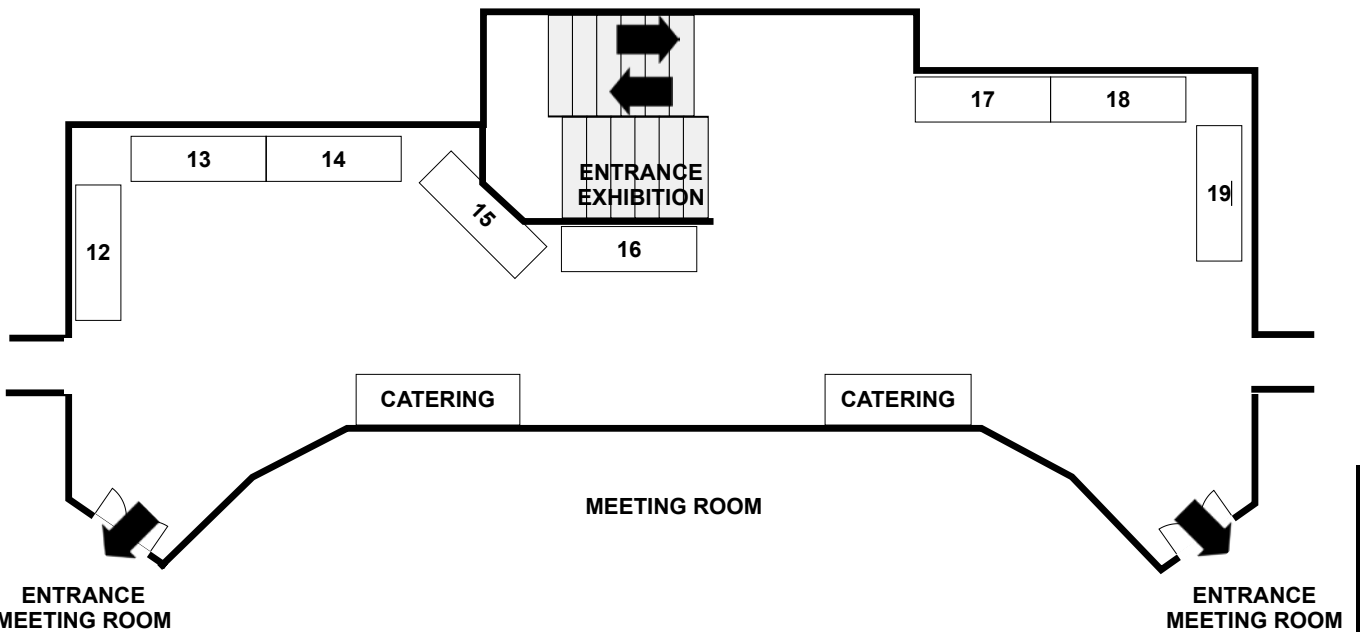 17
18
13
14
ENTRANCE
EXHIBITION
19
15
12
16
CATERING
CATERING
MEETING ROOM
ENTRANCE
MEETING ROOM
ENTRANCE
MEETING ROOM